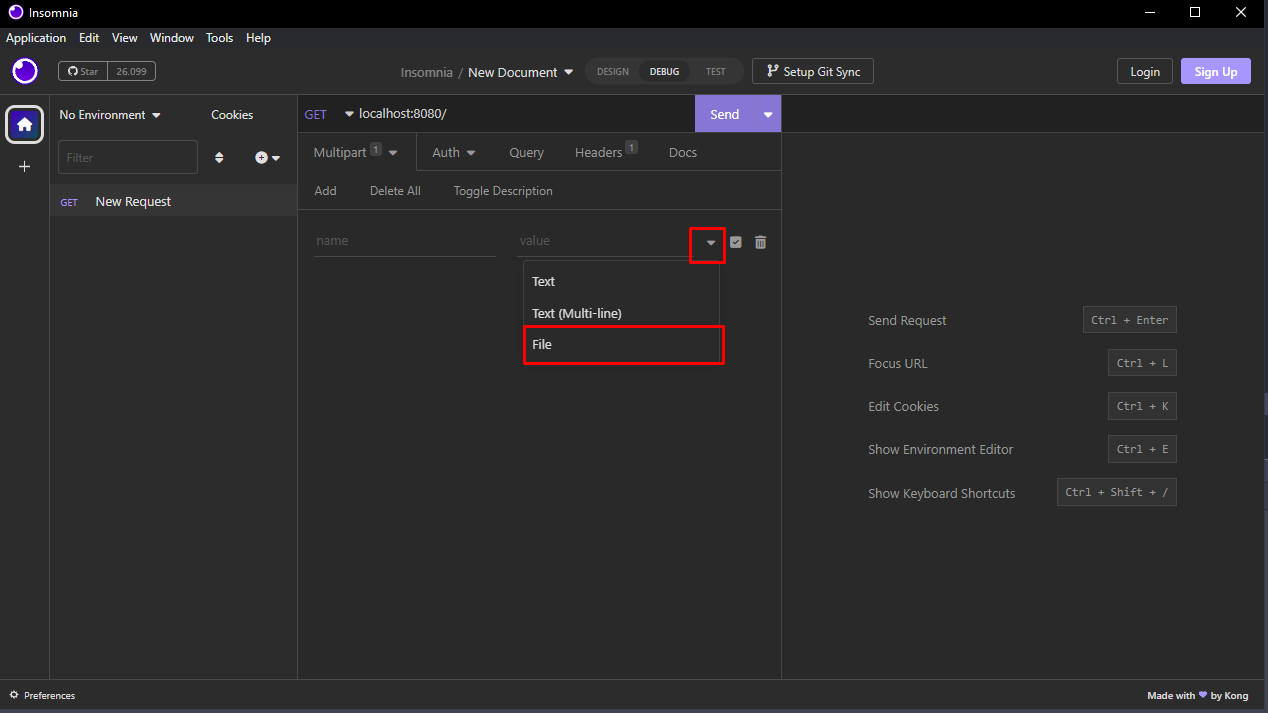 Insomnia
Application Edit View Window Tools Help
Star 26.099
Insomnia / New Document
DESIGN DEBUG TEST
Setup Git Sync
Login Sign Up
No Environment Cookies
Filter
GET New Request
GET localhost:8080/ Send
Multipart 1 Auth Query Headers 1 Docs
Add Delete All Toggle Description
name value
Text
Text (Multi-line)
File
Send Request Ctrl + Enter
Focus URL Ctrl + L
Edit Cookies Ctrl + K
Show Environment Editor Ctrl + E
Show Keyboard Shortcuts Ctrl + Shift + /
Preferences
Made with ♥ by Kong